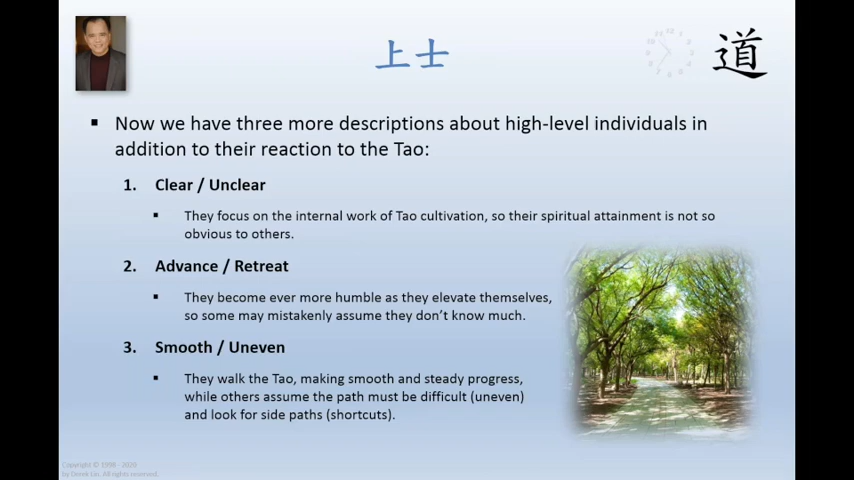 上士
道
▪ Now we have three more descriptions about high-level individuals in
addition to their reaction to the Tao:
1. Clear / Unclear
▪ They focus on the internal work of Tao cultivation, so their spiritual attainment is not so
obvious to others.
2. Advance / Retreat
▪ They become ever more humble as they elevate themselves,
so some may mistakenly assume they don't know much.
3. Smooth / Uneven
▪ They walk the Tao, making smooth and steady progress,
while others assume the path must be difficult (uneven)
and look for side paths (shortcuts).
Copyright © 1998 - 2020
by Derek Lin. All rights reserved.